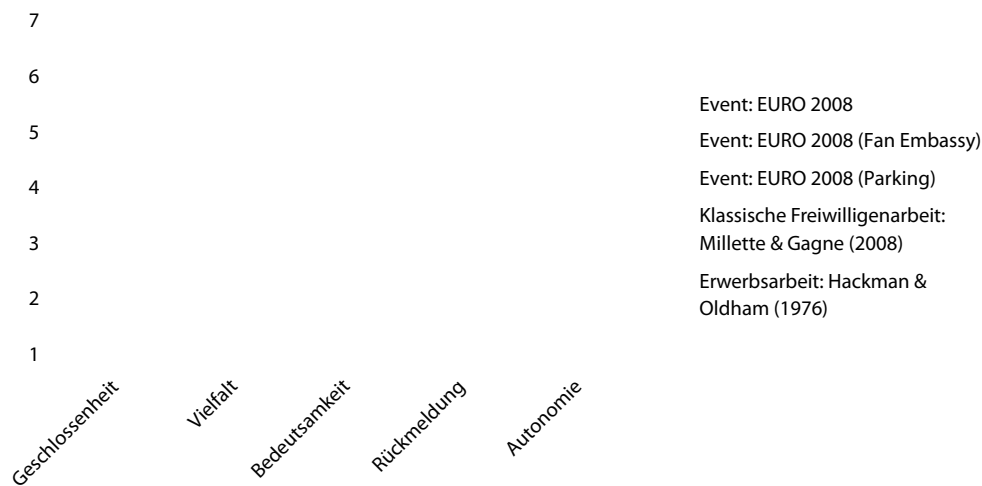 7
6
5
4
3
2
1
Geschlossenheit
Vielfalt
Bedeutsamkeit
Rückmeldung
Autonomie
Event: EURO 2008
Event: EURO 2008 (Fan Embassy)
Event: EURO 2008 (Parking)
Klassische Freiwilligenarbeit:
Millette & Gagne (2008)
Erwerbsarbeit: Hackman &
Oldham (1976)